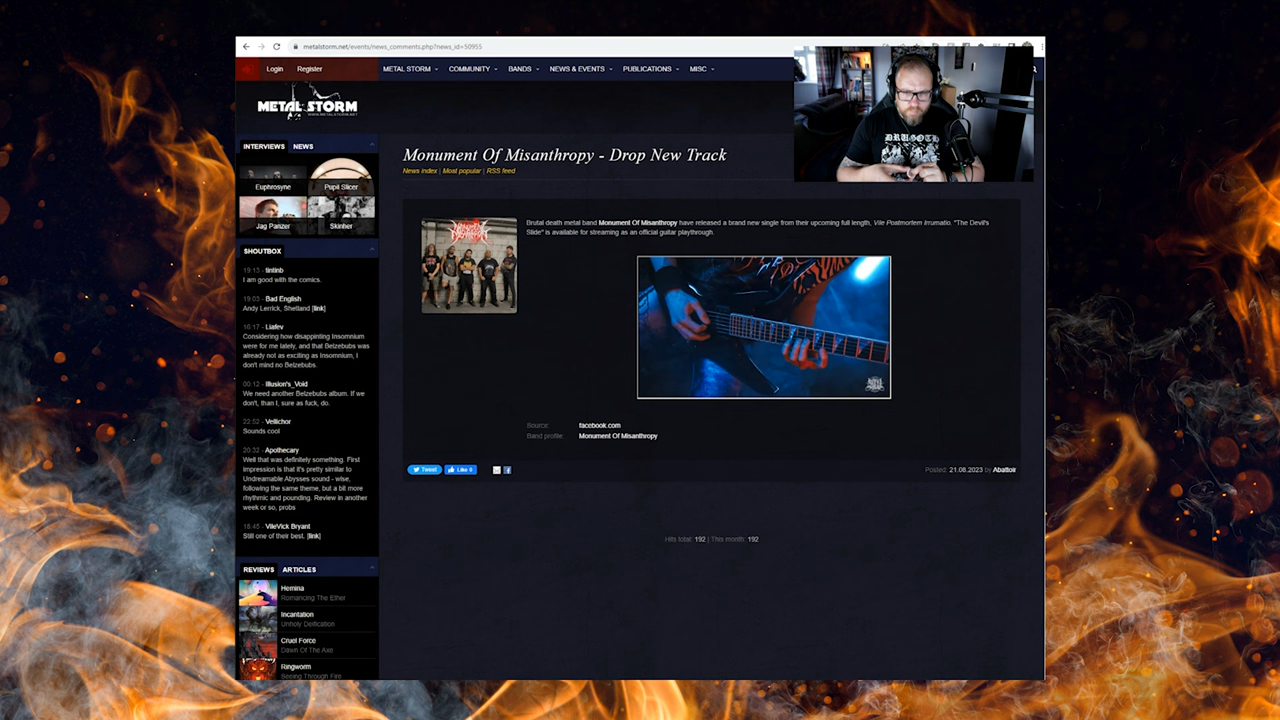 metalstorm.net/events/news_comments.php?news_id=50955
Login Register METAL STORM COMMUNITY BANDS NEWS & EVENTS PUBLICATIONS MISC
METAL STORM
WWW.METALSTORM.NET
DRUGOTH
INTERVIEWS NEWS
Euphrosyne Pupil Slicer
Jag Panzer Skinher
SHOUTBOX
19:13 - tintinb
I am good with the comics.
19:03 - Bad English
Andy Lerrick, Shetland [link]
16:17 - Liafev
Considering how disappinting Insomnium
were for me lately, and that Belzebubs was
already not as exciting as Insomnium, I
don't mind no Belzebubs.
00:12 - Illusion's_Void
We need another Belzebubs album. If we
don't, than I, sure as fuck, do.
22:52 - Vellichor
Sounds cool
20:32 - Apothecary
Well that was definitely something. First
impression is that it's pretty similar to
Undreamable Abysses sound - wise,
following the same theme, but a bit more
rhythmic and pounding. Review in another
week or so, probs
18:45 - VileVick Bryant
Still one of their best. [link]
REVIEWS ARTICLES
Hemina
Romancing The Ether
Incantation
Unholy Deification
Cruel Force
Dawn Of The Axe
Ringworm
Seeing Through Fire
Monument Of Misanthropy - Drop New Track
News index | Most popular | RSS feed
Brutal death metal band Monument Of Misanthropy have released a brand new single from their upcoming full length, Vile Postmortem Irrumatio. "The Devil's
Slide" is available for streaming as an official guitar playthrough.
Source: facebook.com
Band profile: Monument Of Misanthropy
Tweet Like 0
Posted: 21.08.2023 by Abattoir
Hits total: 192 | This month: 192